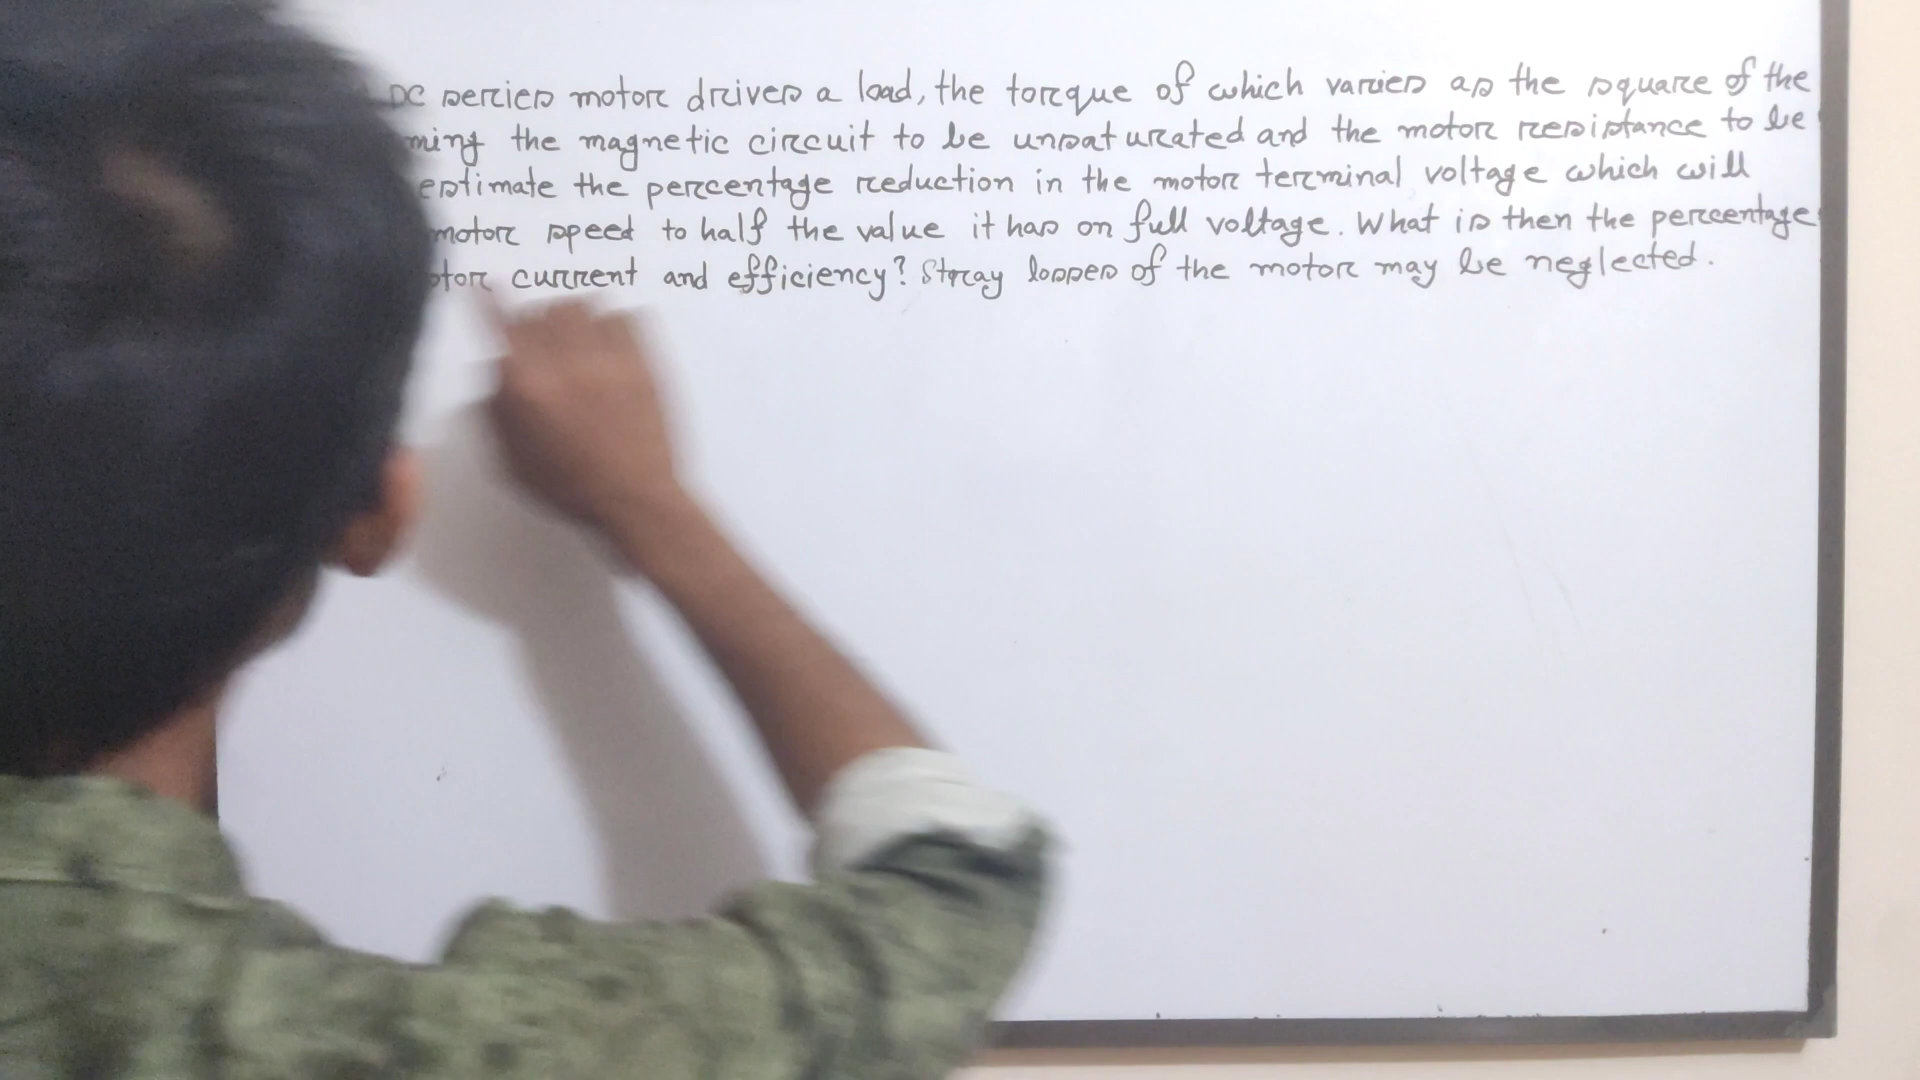 DC series motor drives a load, the torque of which varies as the square of the
the magnetic circuit to be unsaturated and the motor resistance to be
estimate the percentage reduction in the motor terminal voltage which will
motor speed to half the value it has on full voltage. What is then the percentage
current and efficiency? Stray losses of the motor may be neglected.